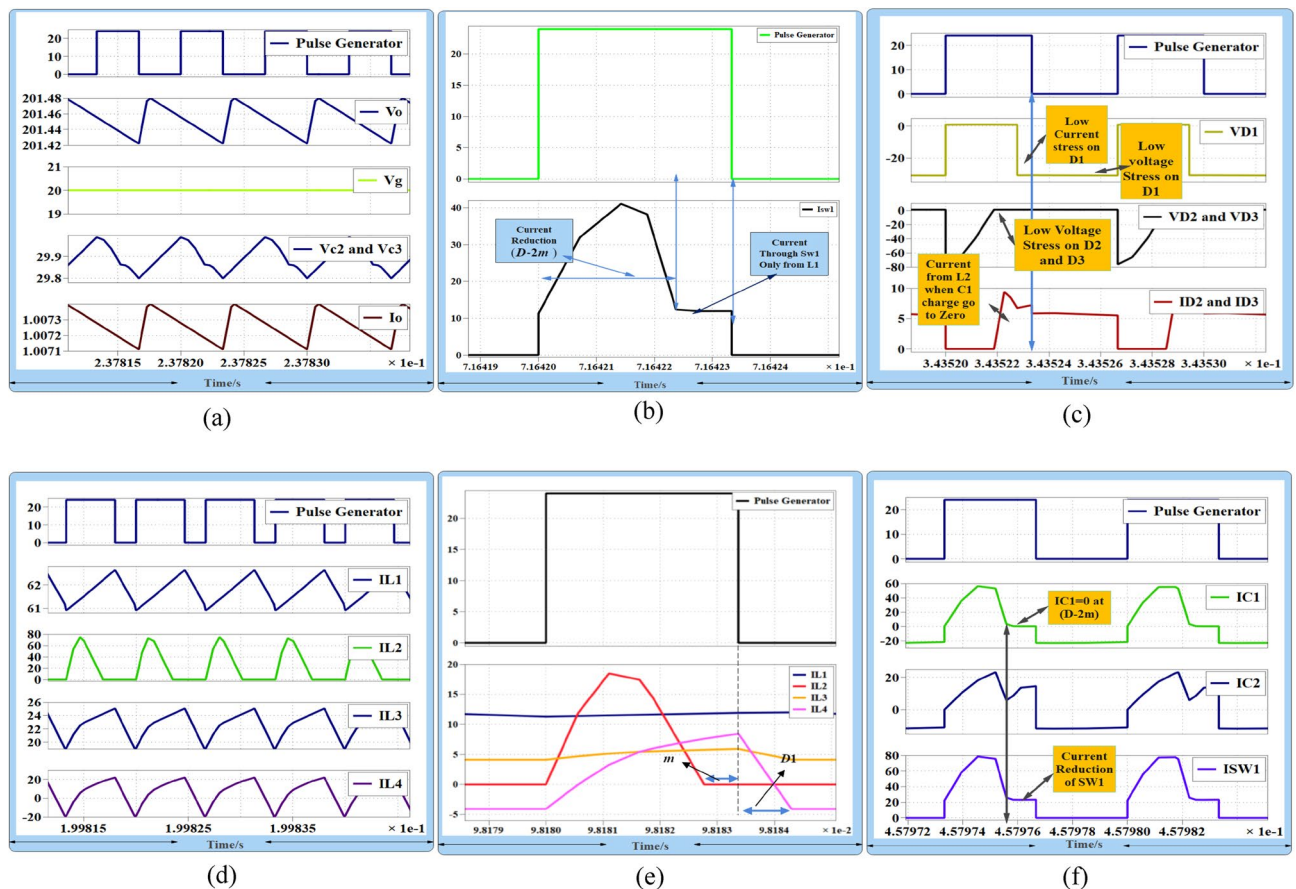 20
10
0
Pulse Generator
201.48
201.46
201.44
201.42
Vo
21
20
19
Vg
29.9
29.8
Vc2 and Vc3
1.0073
1.0072
1.0071
Io
2.37815
2.37820
2.37825
2.37830
× 1e-1
Time/s
(a)
20
15
10
5
0
Pulse Generator
40
30
20
10
0
Isw1
Current
Reduction
(D-2m)
Current
Through Sw1
Only from L1
7.16419
7.16420
7.16421
7.16422
7.16423
7.16424
× 1e-1
Time/s
(b)
20
10
0
Pulse Generator
0
-20
VD1
Low
Current
stress on
D1
Low
voltage
Stress on
D1
0
-20
-40
-60
-80
VD2 and VD3
Low Voltage
Stress on D2
and D3
Current
from L2
when C1
charge go
to Zero
10
5
0
ID2 and ID3
3.43520
3.43522
3.43524
3.43526
3.43528
3.43530
× 1e-1
Time/s
(c)
20
10
0
Pulse Generator
62
61
IL1
80
60
40
20
0
IL2
26
24
22
20
IL3
20
0
-20
IL4
1.99815
1.99825
1.99835
× 1e-1
Time/s
(d)
20
15
10
5
0
Pulse Generator
20
15
10
5
0
-5
IL1
IL2
IL3
IL4
m
D1
9.8179
9.8180
9.8181
9.8182
9.8183
9.8184
× 1e-2
Time/s
(e)
20
10
0
Pulse Generator
60
40
20
0
-20
IC1
IC1=0 at
(D-2m)
20
0
IC2
80
60
40
20
0
ISW1
Current
Reduction
of SW1
4.57972
4.57974
4.57976
4.57978
4.57980
4.57982
× 1e-1
Time/s
(f)